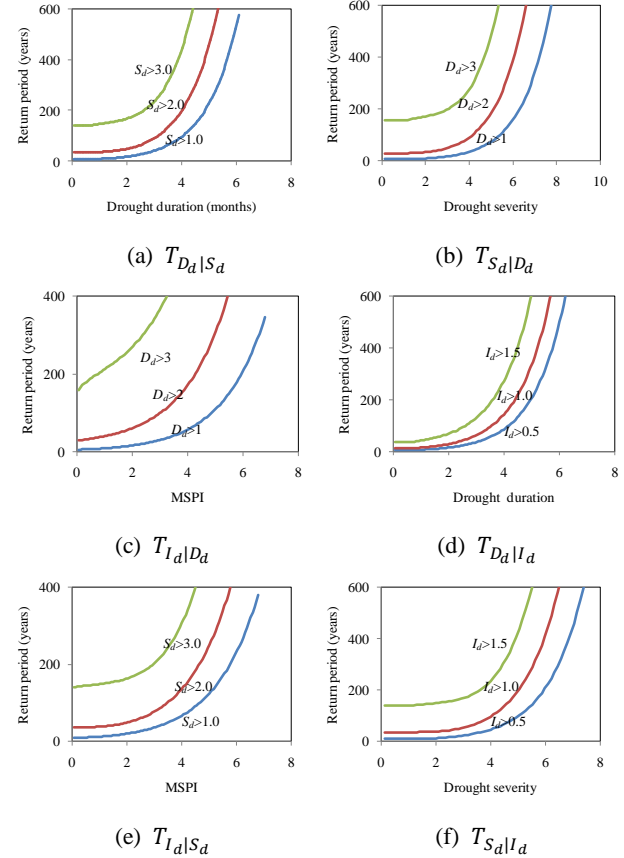 600
400
200
0
Return period (years)
S_d>3.0
S_d>2.0
S_d>1.0
0 2 4 6 8
Drought duration (months)
(a) T_{D_d|S_d}
600
400
200
0
Return period (years)
D_d>3
D_d>2
D_d>1
0 2 4 6 8 10
Drought severity
(b) T_{S_d|D_d}
400
200
0
Return period (years)
D_d>3
D_d>2
D_d>1
0 2 4 6 8
MSPI
(c) T_{I_d|D_d}
600
400
200
0
Return period (years)
I_d>1.5
I_d>1.0
I_d>0.5
0 2 4 6 8
Drought duration
(d) T_{D_d|I_d}
400
200
0
Return period (years)
S_d>3.0
S_d>2.0
S_d>1.0
0 2 4 6 8
MSPI
(e) T_{I_d|S_d}
600
400
200
0
Return period (years)
I_d>1.5
I_d>1.0
I_d>0.5
0 2 4 6 8
Drought severity
(f) T_{S_d|I_d}